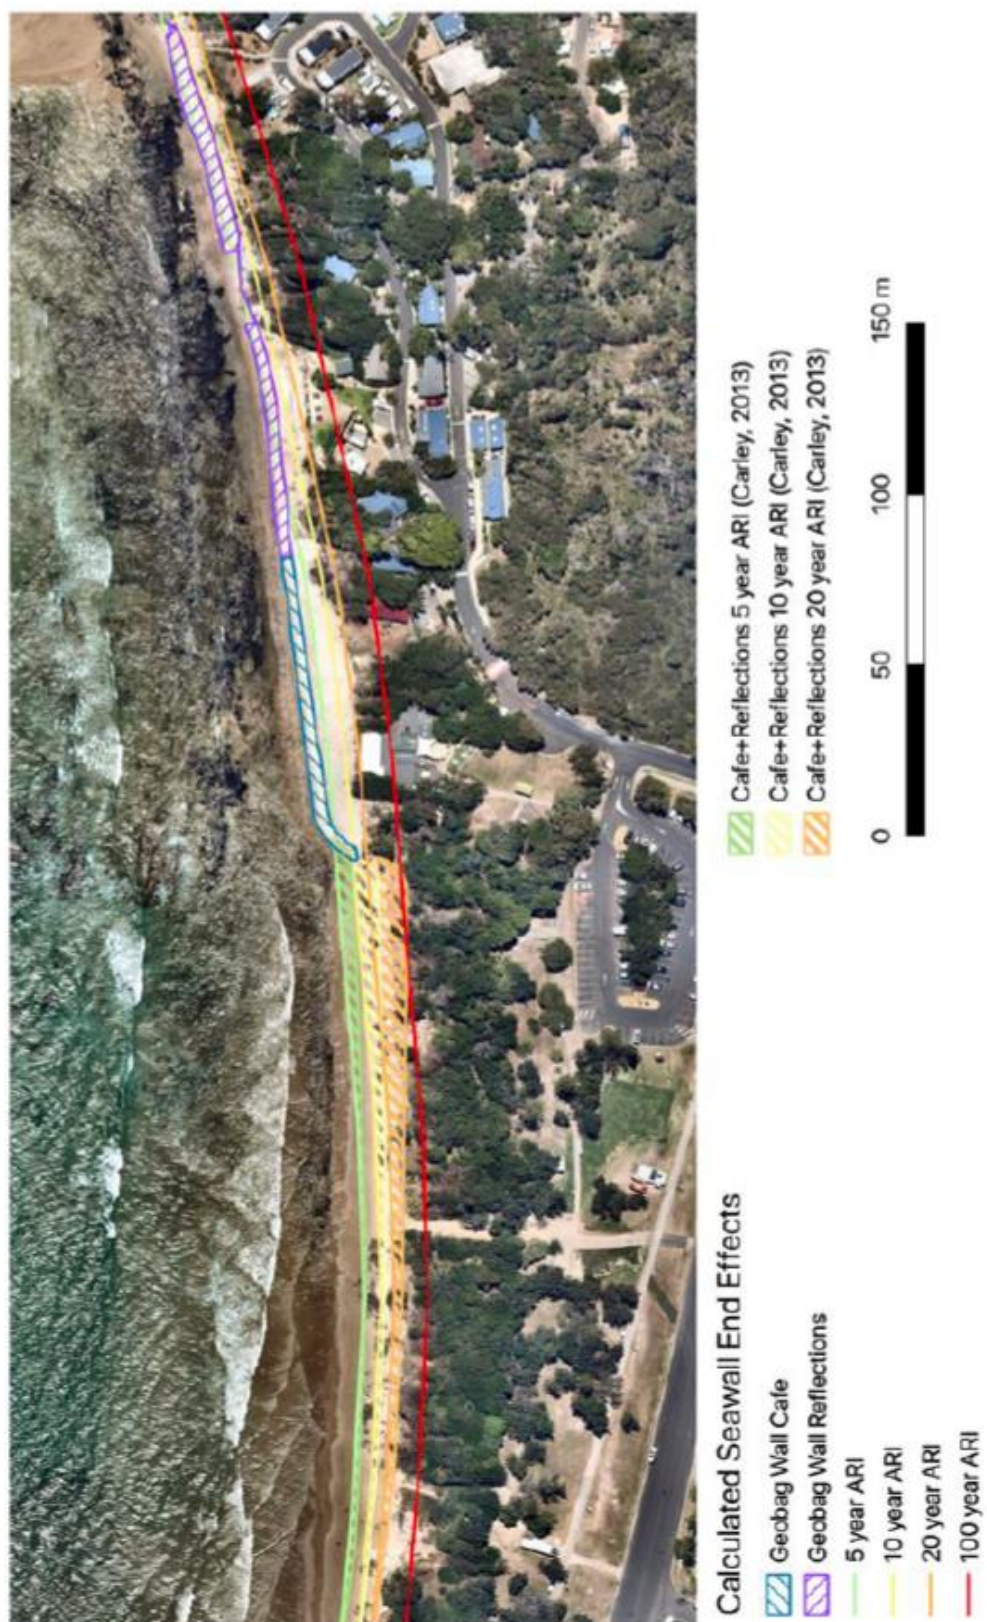 Calculated Seawall End Effects
Geobag Wall Cafe
Geobag Wall Reflections
5 year ARI
10 year ARI
20 year ARI
100 year ARI
Cafe+Reflections 5 year ARI (Carley, 2013)
Cafe+Reflections 10 year ARI (Carley, 2013)
Cafe+Reflections 20 year ARI (Carley, 2013)
0 50 100 150 m